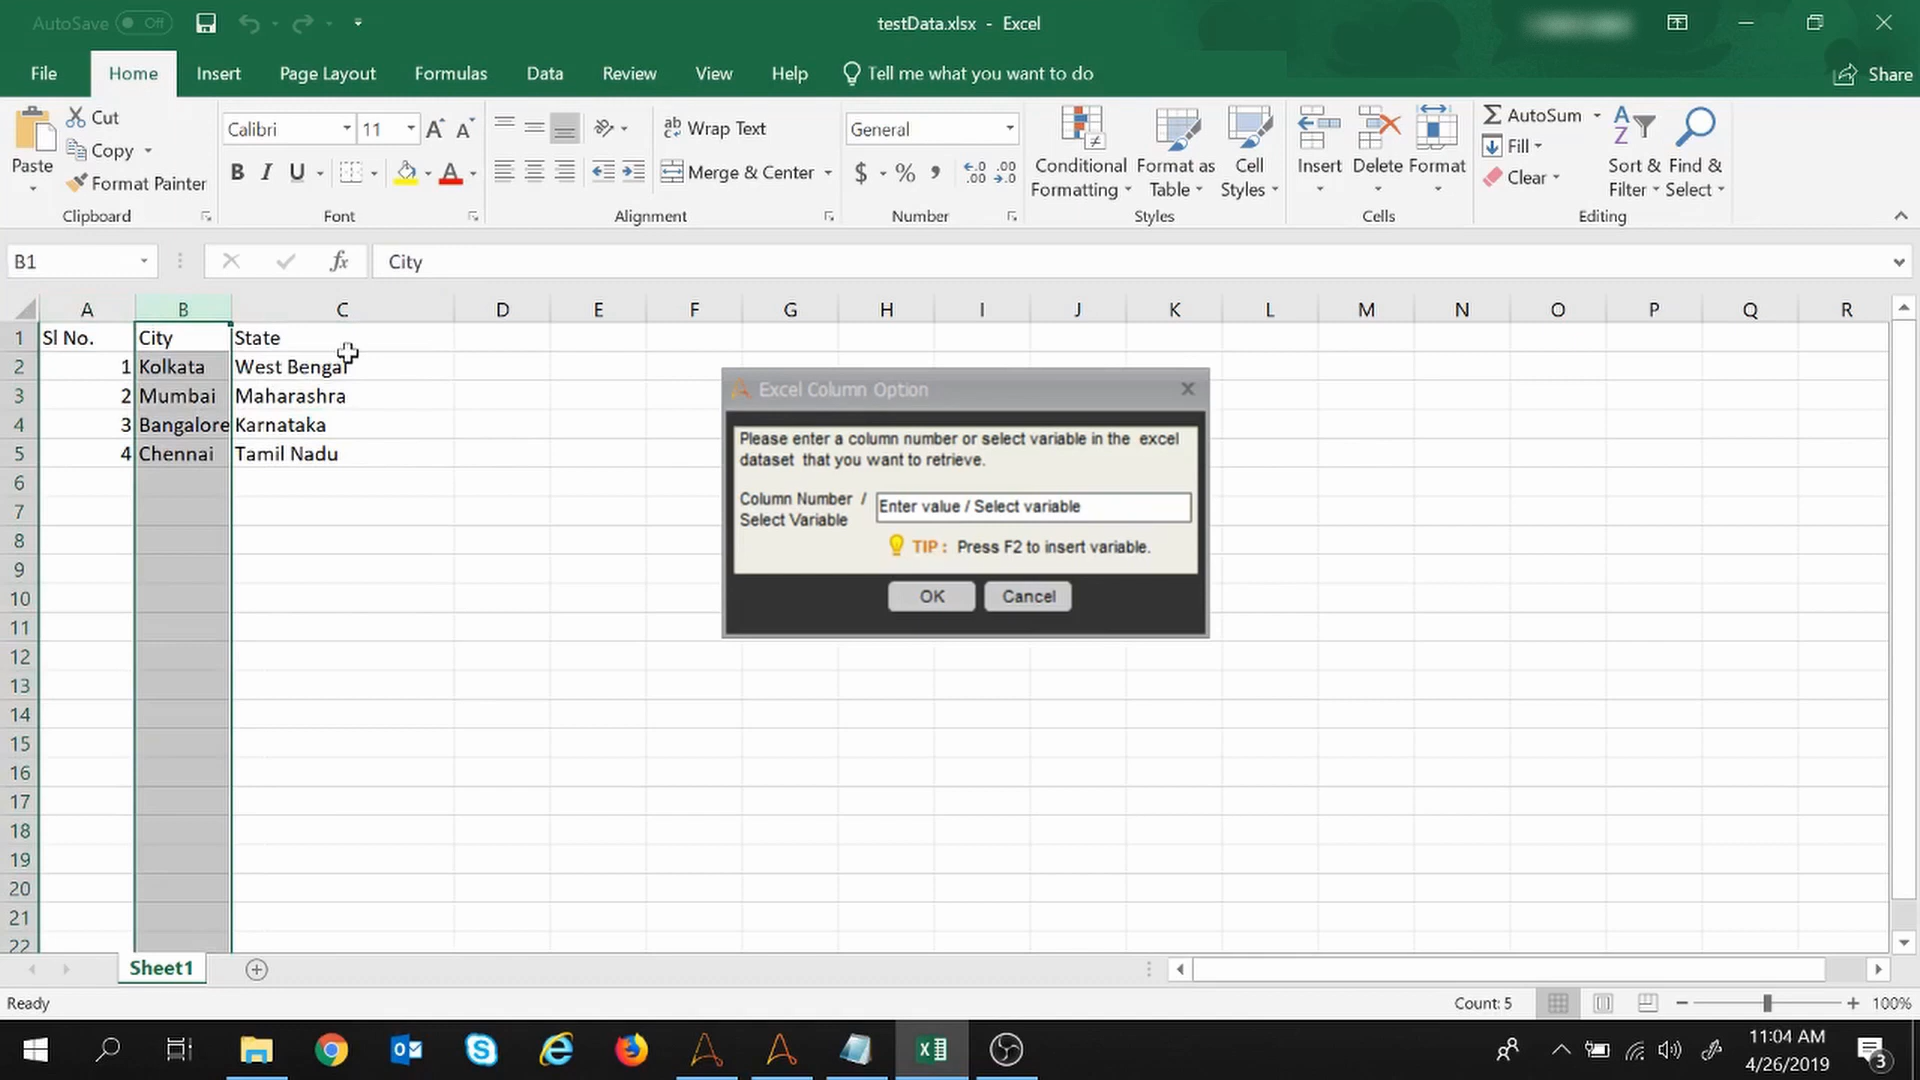 AutoSave Off testData.xlsx - Excel
File Home Insert Page Layout Formulas Data Review View Help Tell me what you want to do Share
Paste Cut Copy Format Painter
Calibri 11
B I U A
Wrap Text
Merge & Center
General
$ % , .00
Conditional Formatting
Format as Table
Cell Styles
Insert Delete Format
AutoSum
Fill
Clear
Sort & Filter
Find & Select
Clipboard Font Alignment Number Styles Cells Editing
B1 fx City
A B C D E F G H I J K L M N O P Q R
1 Sl No. City State
2 1 Kolkata West Bengal
3 2 Mumbai Maharashra
4 3 Bangalore Karnataka
5 4 Chennai Tamil Nadu
6
7
8
9
10
11
12
13
14
15
16
17
18
19
20
21
22
Excel Column Option
Please enter a column number or select variable in the excel
dataset that you want to retrieve.
Column Number /
Select Variable
Enter value / Select variable
TIP : Press F2 to insert variable.
OK Cancel
Sheet1
Ready Count: 5 100%
11:04 AM
4/26/2019
3